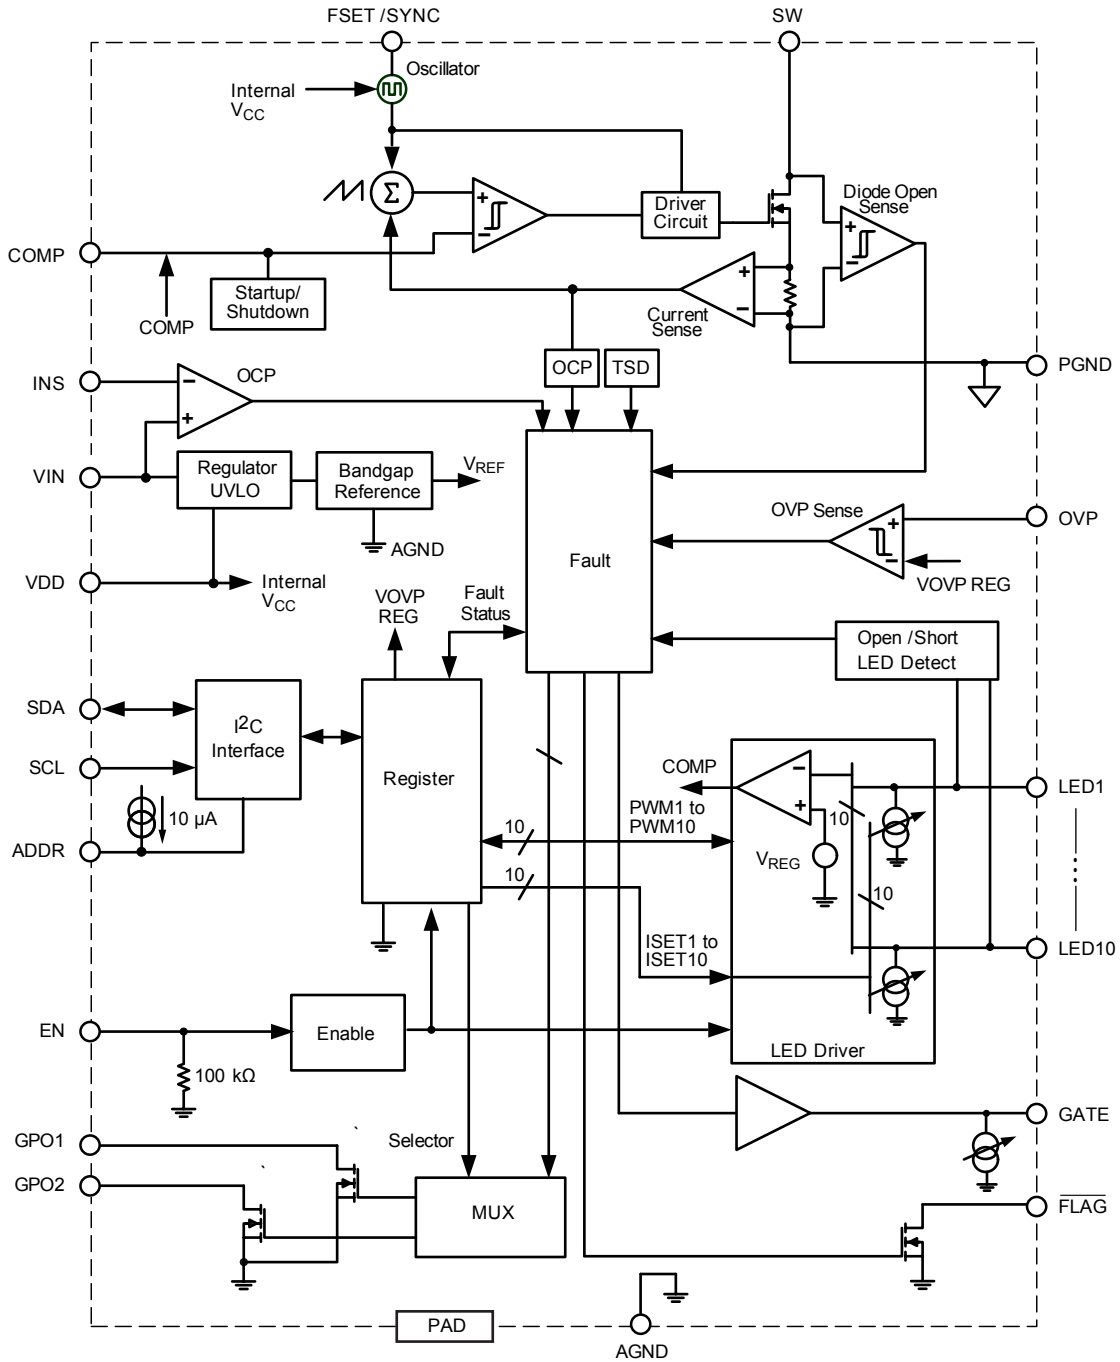 FSET /SYNC
SW
Oscillator
Internal
VCC
Σ
+
−
Driver
Circuit
Diode Open
Sense
+
−
COMP
Startup/
Shutdown
COMP
+
−
Current
Sense
INS
OCP
−
+
OCP
TSD
PGND
VIN
Regulator
UVLO
Bandgap
Reference
VREF
AGND
OVP Sense
+
−
OVP
VOVP REG
Fault
VDD
Internal
VCC
VOVP
REG
Fault
Status
Open /Short
LED Detect
SDA
I2C
Interface
SCL
10 µA
ADDR
Register
COMP
−
+
PWM1 to
PWM10
10
10
10
10
VREG
LED1
LED10
ISET1 to
ISET10
EN
Enable
100 kΩ
LED Driver
GPO1
GPO2
Selector
MUX
GATE
FLAG
PAD
AGND